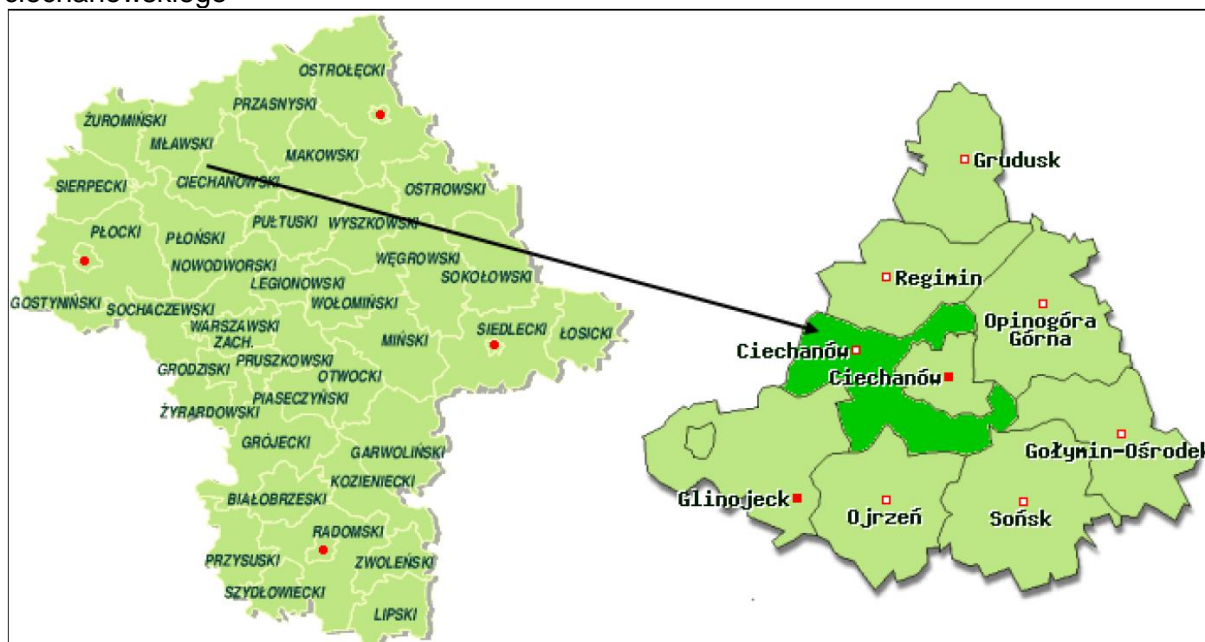 ciechanowskiego
OSTROŁĘCKI
PRZASNYSKI
ŻUROMIŃSKI
MŁAWSKI
MAKOWSKI
SIERPECKI
CIECHANOWSKI
OSTROWSKI
PŁOCKI
PŁOŃSKI
PUŁTUSKI
WYSZKOWSKI
NOWODWORSKI
WĘGROWSKI
SOKOŁOWSKI
LEGIONOWSKI
GOSTYNIŃSKI
SOCHACZEWSKI
WOŁOMIŃSKI
WARSZAWSKI
ZACH.
MIŃSKI
SIEDLECKI
ŁOSICKI
GRODZISKI
PRUSZKOWSKI
OTWOCKI
PIASECZYŃSKI
ŻYRARDOWSKI
GRÓJECKI
GARWOLIŃSKI
KOZIENICKI
BIAŁOBRZESKI
RADOMSKI
PRZYSUSKI
ZWOLEŃSKI
SZYDŁOWIECKI
LIPSKI
Grudusk
Regimin
Opinogóra
Górna
Ciechanów
Ciechanów
Gołymin-Ośrodek
Glinojeck
Ojrzeń
Sońsk